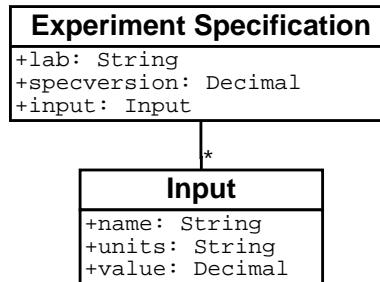 Experiment Specification
+lab: String
+specversion: Decimal
+input: Input
*
Input
+name: String
+units: String
+value: Decimal